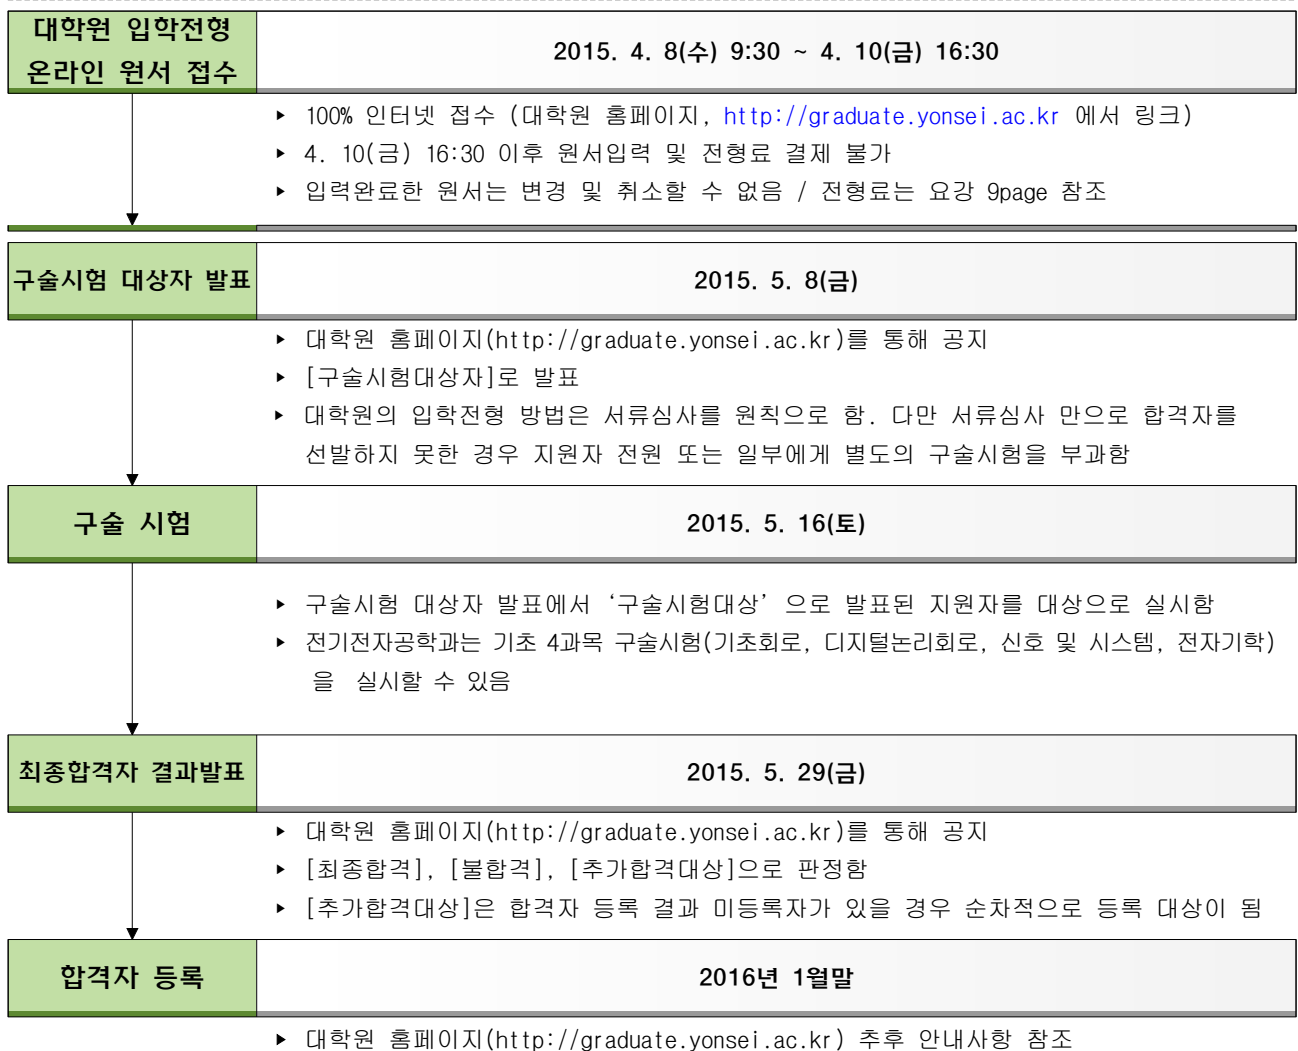 대학원 입학전형
온라인 원서 접수
2015. 4. 8(수) 9:30 ~ 4. 10(금) 16:30
▶ 100% 인터넷 접수 (대학원 홈페이지, http://graduate.yonsei.ac.kr 에서 링크)
▶ 4. 10(금) 16:30 이후 원서입력 및 전형료 결제 불가
▶ 입력완료한 원서는 변경 및 취소할 수 없음 / 전형료는 요강 9page 참조
구술시험 대상자 발표
2015. 5. 8(금)
▶ 대학원 홈페이지(http://graduate.yonsei.ac.kr)를 통해 공지
▶ [구술시험대상자]로 발표
▶ 대학원의 입학전형 방법은 서류심사를 원칙으로 함. 다만 서류심사 만으로 합격자를
선발하지 못한 경우 지원자 전원 또는 일부에게 별도의 구술시험을 부과함
구술 시험
2015. 5. 16(토)
▶ 구술시험 대상자 발표에서 ‘구술시험대상’ 으로 발표된 지원자를 대상으로 실시함
▶ 전기전자공학과는 기초 4과목 구술시험(기초회로, 디지털논리회로, 신호 및 시스템, 전자기학)
을 실시할 수 있음
최종합격자 결과발표
2015. 5. 29(금)
▶ 대학원 홈페이지(http://graduate.yonsei.ac.kr)를 통해 공지
▶ [최종합격], [불합격], [추가합격대상]으로 판정함
▶ [추가합격대상]은 합격자 등록 결과 미등록자가 있을 경우 순차적으로 등록 대상이 됨
합격자 등록
2016년 1월말
▶ 대학원 홈페이지(http://graduate.yonsei.ac.kr) 추후 안내사항 참조